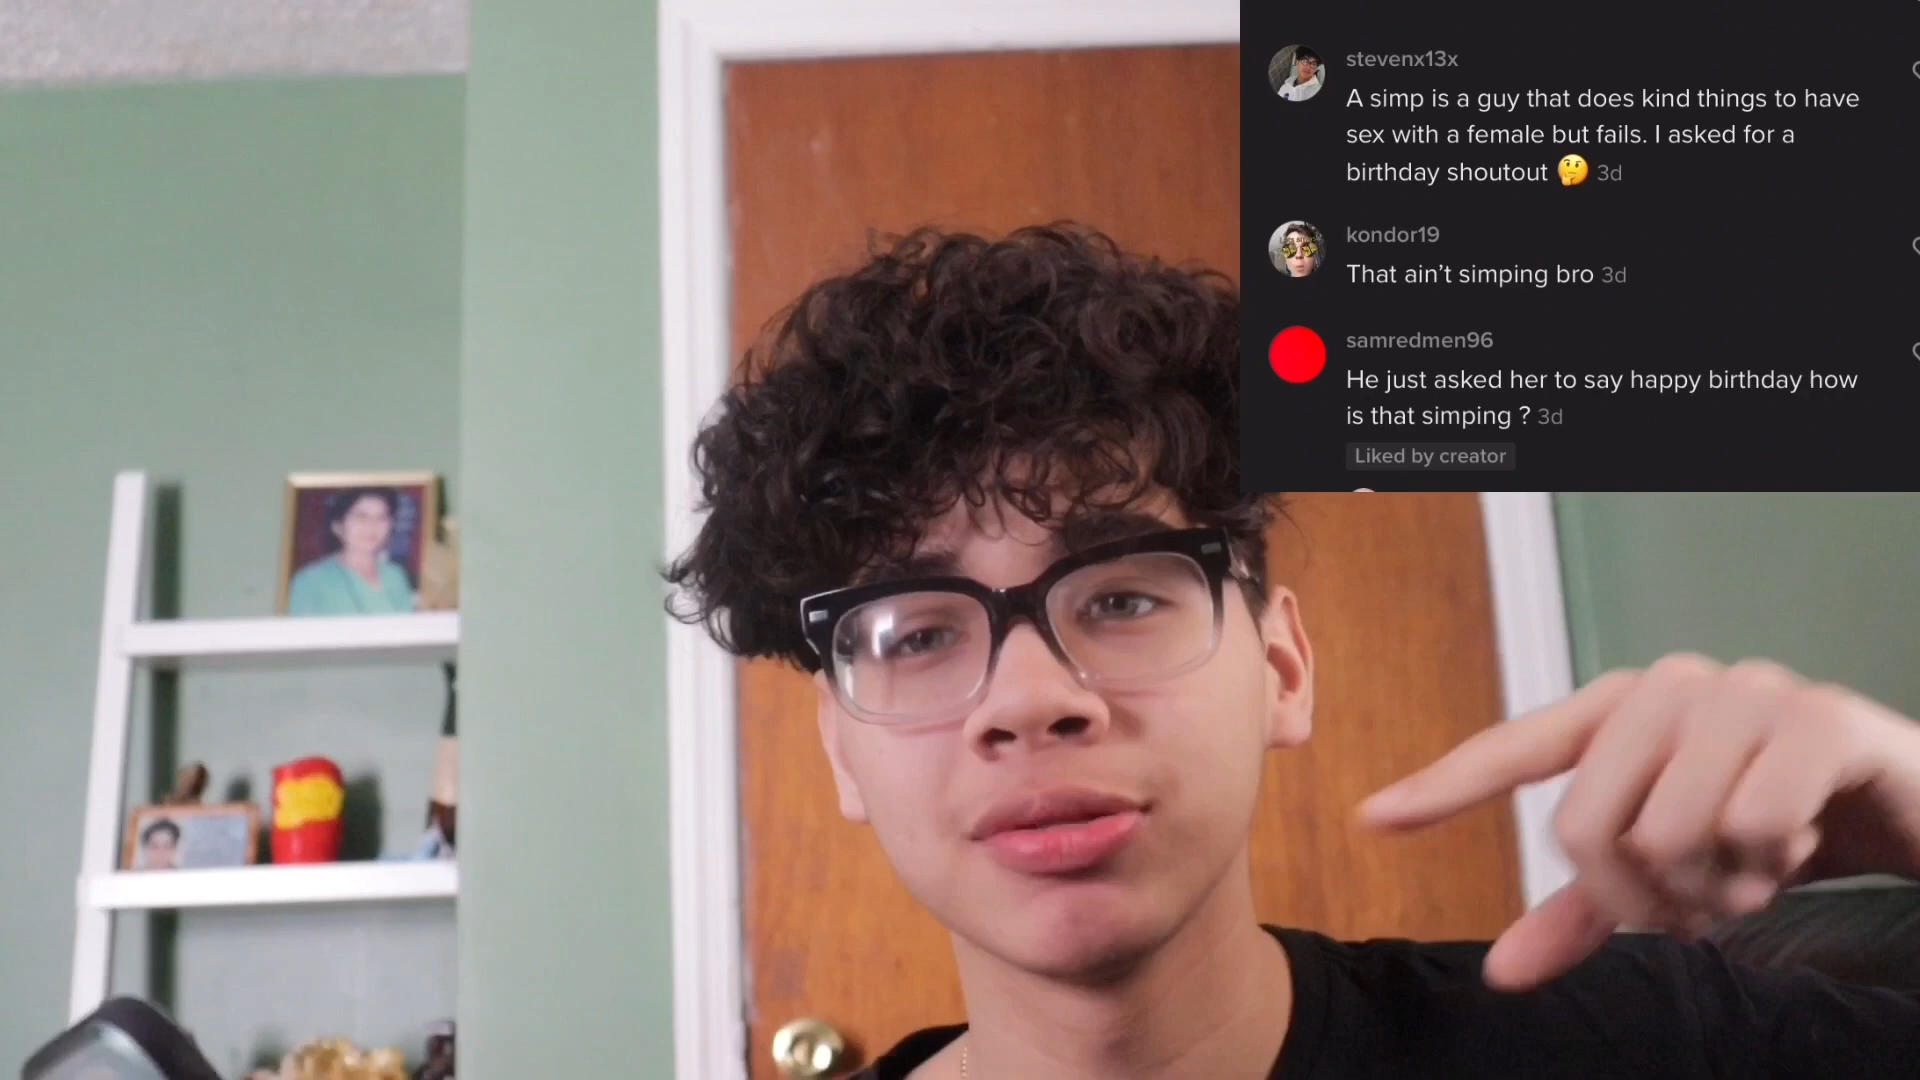 stevenx13x
A simp is a guy that does kind things to have
sex with a female but fails. I asked for a
birthday shoutout 🤔 3d
kondor19
That ain’t simping bro 3d
samredmen96
He just asked her to say happy birthday how
is that simping ? 3d
Liked by creator